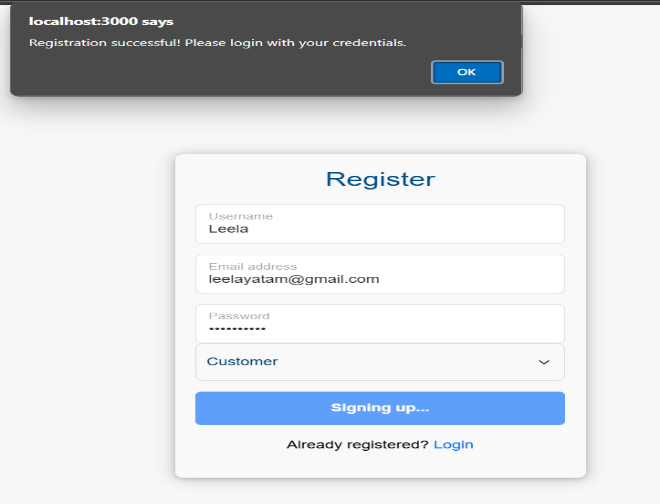 localhost:3000 says
Registration successful! Please login with your credentials.
OK
Register
Username
Leela
Email address
leelayatam@gmail.com
Password
••••••••••
Customer
Signing up...
Already registered? Login